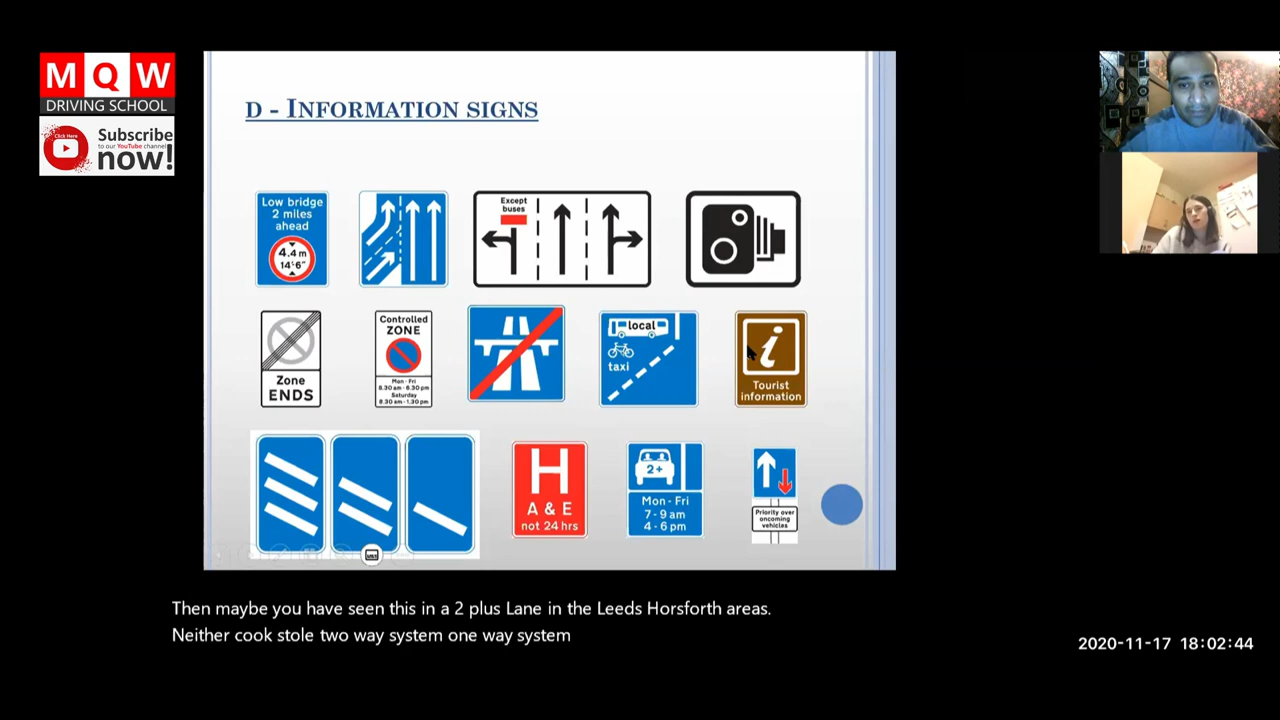 MQW
DRIVING SCHOOL
Click Here
Subscribe
to our YouTube channel
now!
D - INFORMATION SIGNS
Low bridge
2 miles
ahead
4.4m
14'6"
Except
buses
Zone
ENDS
Controlled
ZONE
Mon - Fri
8.30 am - 6.30 pm
Saturday
8.30 am - 1.30 pm
local
taxi
i
Tourist
information
H
A & E
not 24 hrs
2+
Mon - Fri
7 - 9 am
4 - 6 pm
Priority over
oncoming
vehicles
Then maybe you have seen this in a 2 plus Lane in the Leeds Horsforth areas.
Neither cook stole two way system one way system
2020-11-17 18:02:44